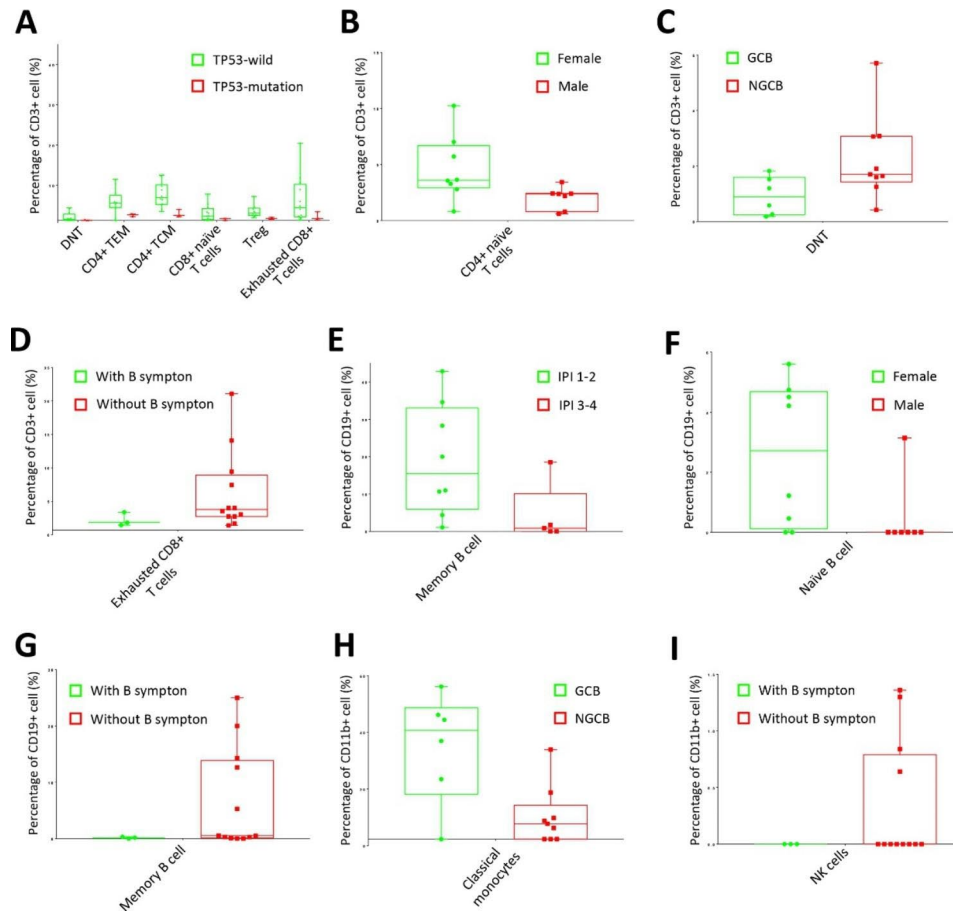 A
Percentage of CD3+ cell (%)
TP53-wild
TP53-mutation
DNT
CD4+ TEM
CD4+ TCM
CD8+ naïve
T cells
Treg
Exhausted CD8+
T cells
B
Percentage of CD3+ cell (%)
Female
Male
CD4+ naïve
T cells
C
Percentage of CD3+ cell (%)
GCB
NGCB
DNT
D
Percentage of CD3+ cell (%)
With B sympton
Without B sympton
Exhausted CD8+
T cells
E
Percentage of CD19+ cell (%)
IPI 1-2
IPI 3-4
Memory B cell
F
Percentage of CD19+ cell (%)
Female
Male
Naïve B cell
G
Percentage of CD19+ cell (%)
With B sympton
Without B sympton
Memory B cell
H
Percentage of CD11b+ cell (%)
GCB
NGCB
Classical
monocytes
I
Percentage of CD11b+ cell (%)
With B sympton
Without B sympton
NK cells